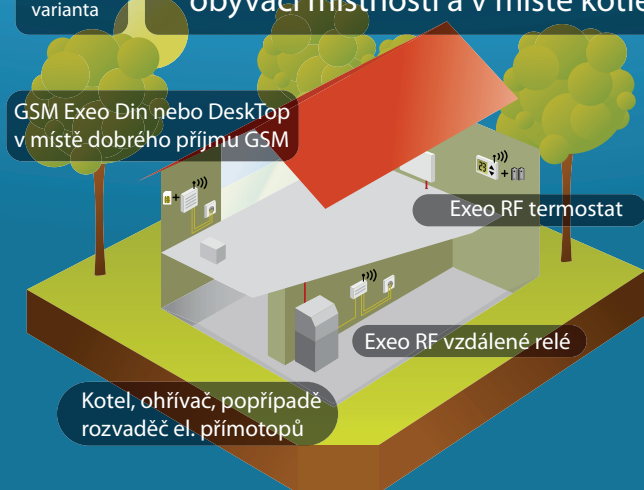 varianta
obývací místnosti a v místě kotle
GSM Exeo Din nebo DeskTop
v místě dobrého příjmu GSM
23
Exeo RF termostat
Exeo RF vzdálené relé
Kotel, ohřívač, popřípadě
rozvaděč el. přímotopů